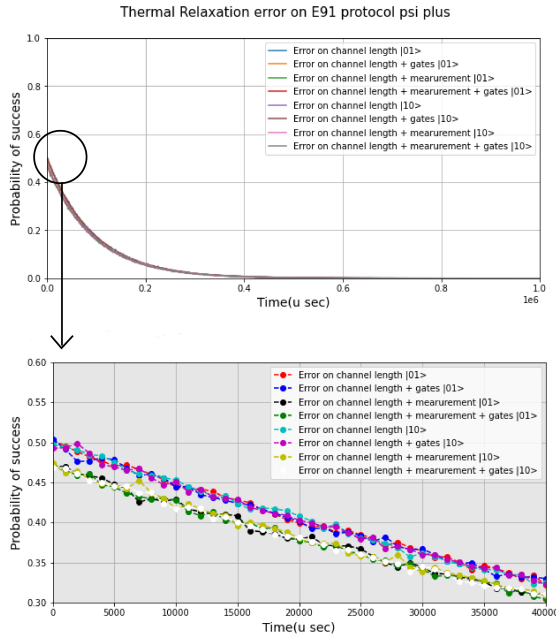 Thermal Relaxation error on E91 protocol psi plus
1.0
0.8
0.6
0.4
0.2
0.0
Probability of success
Error on channel length |01>
Error on channel length + gates |01>
Error on channel length + mearurement |01>
Error on channel length + mearurement + gates |01>
Error on channel length |10>
Error on channel length + gates |10>
Error on channel length + mearurement |10>
Error on channel length + mearurement + gates |10>
0.0 0.2 0.4 0.6 0.8 1.0
1e6
Time(u sec)
0.60
0.55
0.50
0.45
0.40
0.35
0.30
Probability of success
Error on channel length |01>
Error on channel length + gates |01>
Error on channel length + mearurement |01>
Error on channel length + mearurement + gates |01>
Error on channel length |10>
Error on channel length + gates |10>
Error on channel length + mearurement |10>
Error on channel length + mearurement + gates |10>
0 5000 10000 15000 20000 25000 30000 35000 40000
Time(u sec)